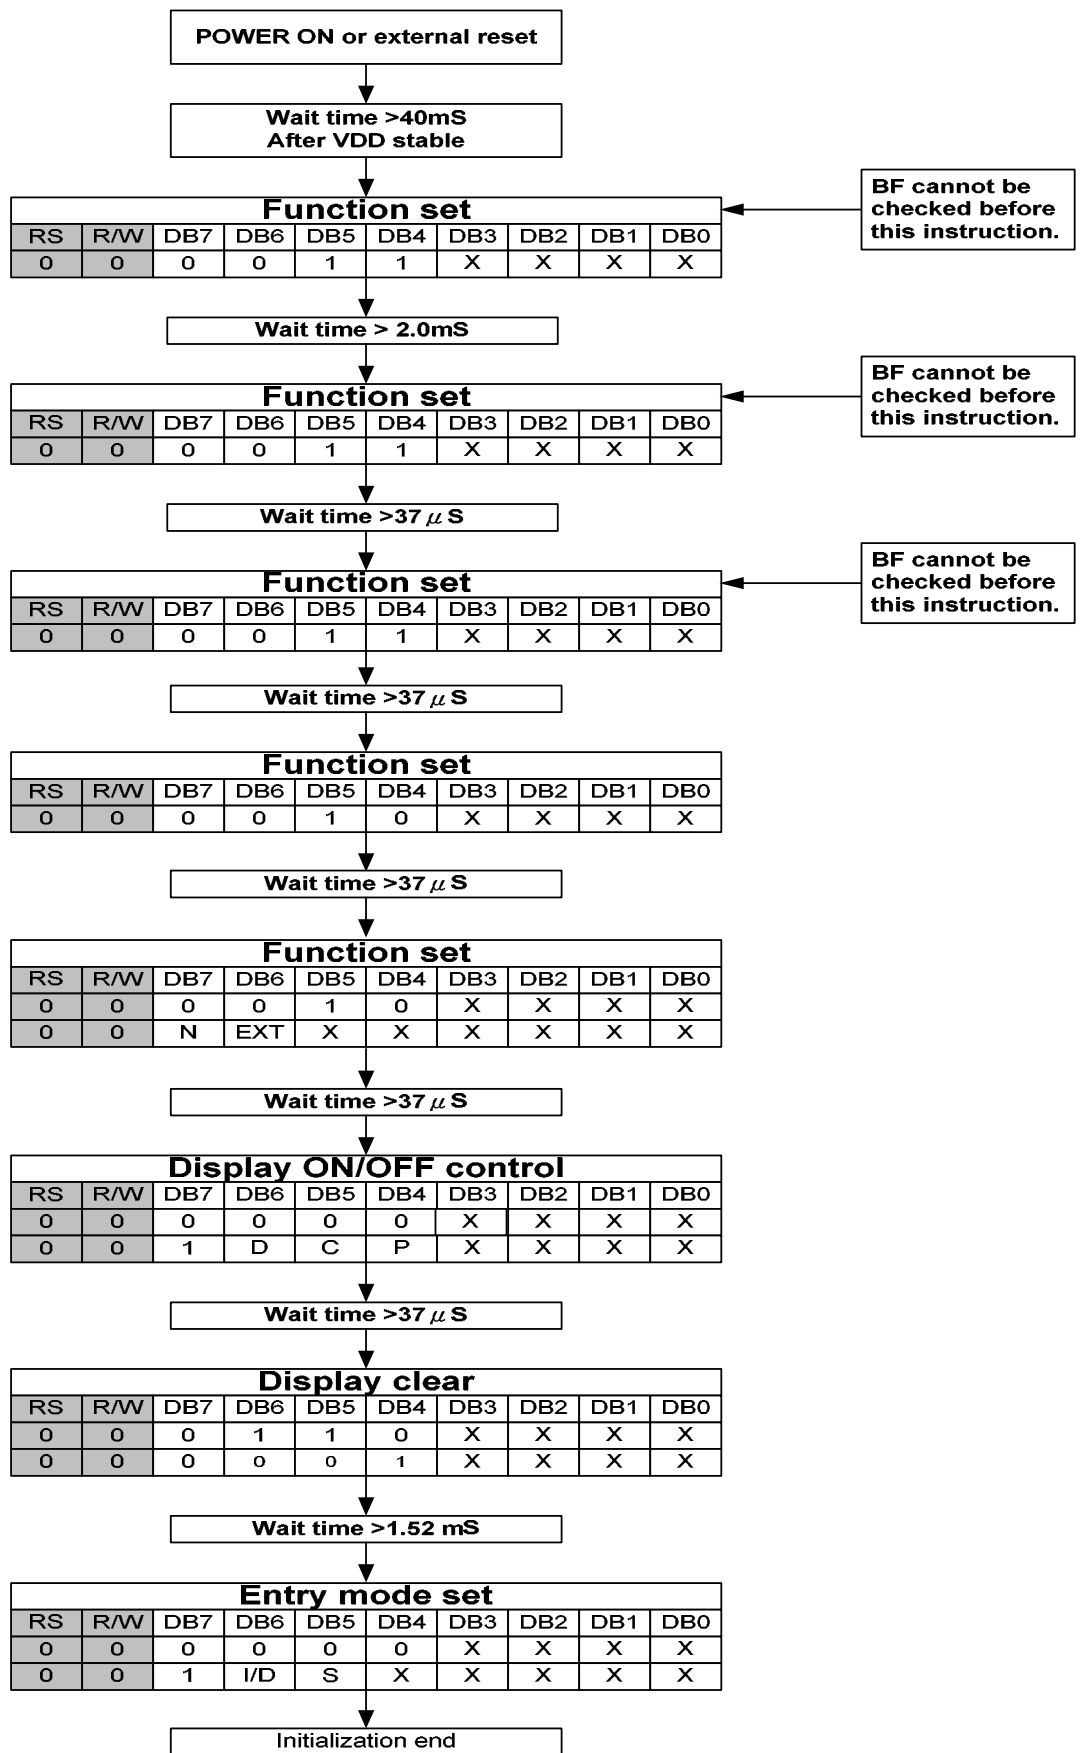 POWER ON or external reset
Wait time >40mS
After VDD stable
Function set
RS R/W DB7 DB6 DB5 DB4 DB3 DB2 DB1 DB0
0 0 0 0 1 1 X X X X
BF cannot be
checked before
this instruction.
Wait time > 2.0mS
Function set
RS R/W DB7 DB6 DB5 DB4 DB3 DB2 DB1 DB0
0 0 0 0 1 1 X X X X
BF cannot be
checked before
this instruction.
Wait time >37 μ S
Function set
RS R/W DB7 DB6 DB5 DB4 DB3 DB2 DB1 DB0
0 0 0 0 1 1 X X X X
BF cannot be
checked before
this instruction.
Wait time >37 μ S
Function set
RS R/W DB7 DB6 DB5 DB4 DB3 DB2 DB1 DB0
0 0 0 0 1 0 X X X X
Wait time >37 μ S
Function set
RS R/W DB7 DB6 DB5 DB4 DB3 DB2 DB1 DB0
0 0 0 0 1 0 X X X X
0 0 N EXT X X X X X X
Wait time >37 μ S
Display ON/OFF control
RS R/W DB7 DB6 DB5 DB4 DB3 DB2 DB1 DB0
0 0 0 0 0 0 X X X X
0 0 1 D C P X X X X
Wait time >37 μ S
Display clear
RS R/W DB7 DB6 DB5 DB4 DB3 DB2 DB1 DB0
0 0 0 1 1 0 X X X X
0 0 0 0 0 1 X X X X
Wait time >1.52 mS
Entry mode set
RS R/W DB7 DB6 DB5 DB4 DB3 DB2 DB1 DB0
0 0 0 0 0 0 X X X X
0 0 1 I/D S X X X X X
Initialization end